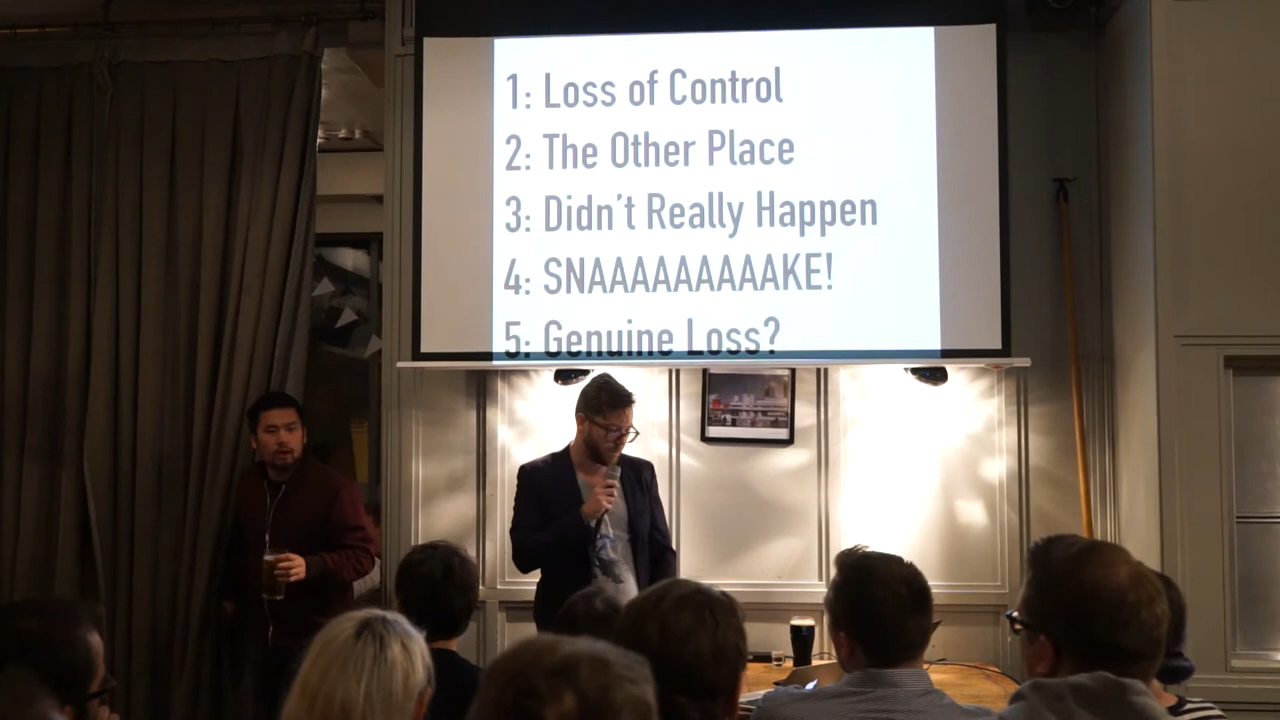 1: Loss of Control
2: The Other Place
3: Didn't Really Happen
4: SNAAAAAAAAAKE!
5: Genuine Loss?